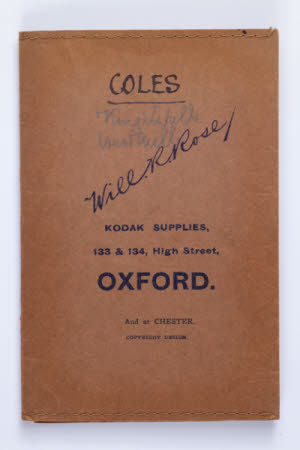 COLES
Will. R. Rose,
KODAK SUPPLIES,
133 & 134, High Street,
OXFORD.
And at CHESTER.
COPYRIGHT DESIGN.